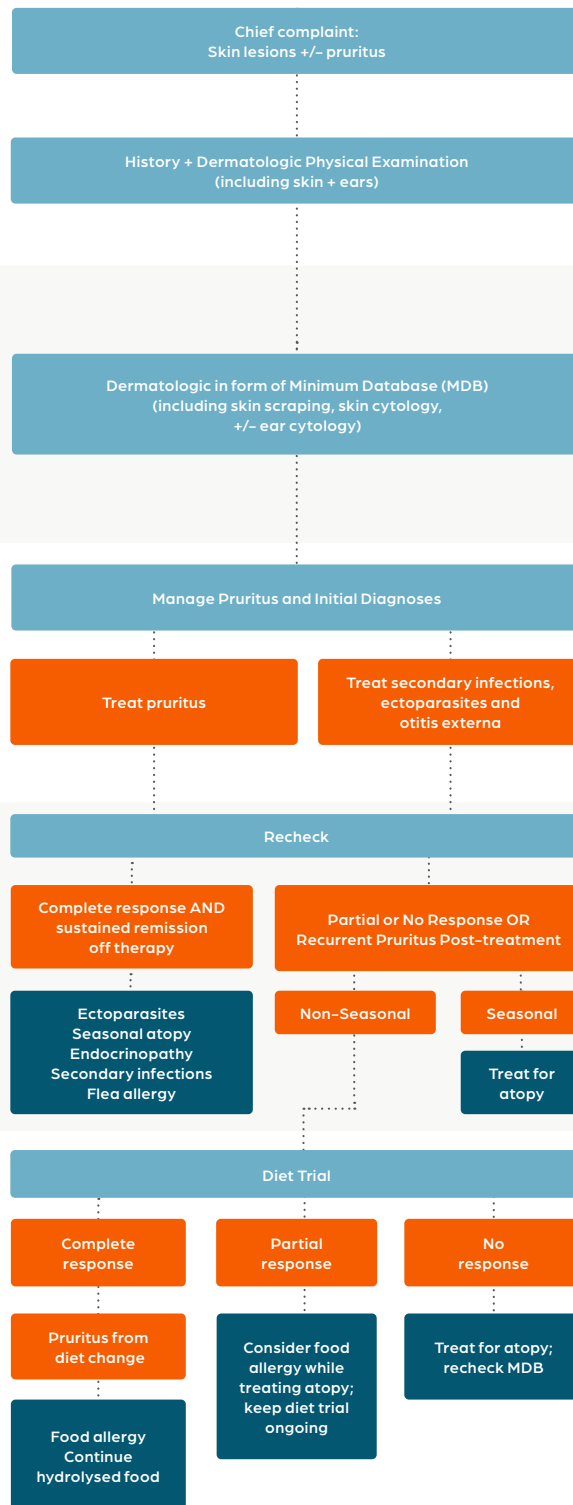 Chief complaint:
Skin lesions +/- pruritus
History + Dermatologic Physical Examination
(including skin + ears)
Dermatologic in form of Minimum Database (MDB)
(including skin scraping, skin cytology,
+/- ear cytology)
Manage Pruritus and Initial Diagnoses
Treat pruritus
Treat secondary infections,
ectoparasites and
otitis externa
Recheck
Complete response AND
sustained remission
off therapy
Partial or No Response OR
Recurrent Pruritus Post-treatment
Ectoparasites
Seasonal atopy
Endocrinopathy
Secondary infections
Flea allergy
Non-Seasonal
Seasonal
Treat for
atopy
Diet Trial
Complete
response
Partial
response
No
response
Pruritus from
diet change
Consider food
allergy while
treating atopy;
keep diet trial
ongoing
Treat for atopy;
recheck MDB
Food allergy
Continue
hydrolysed food